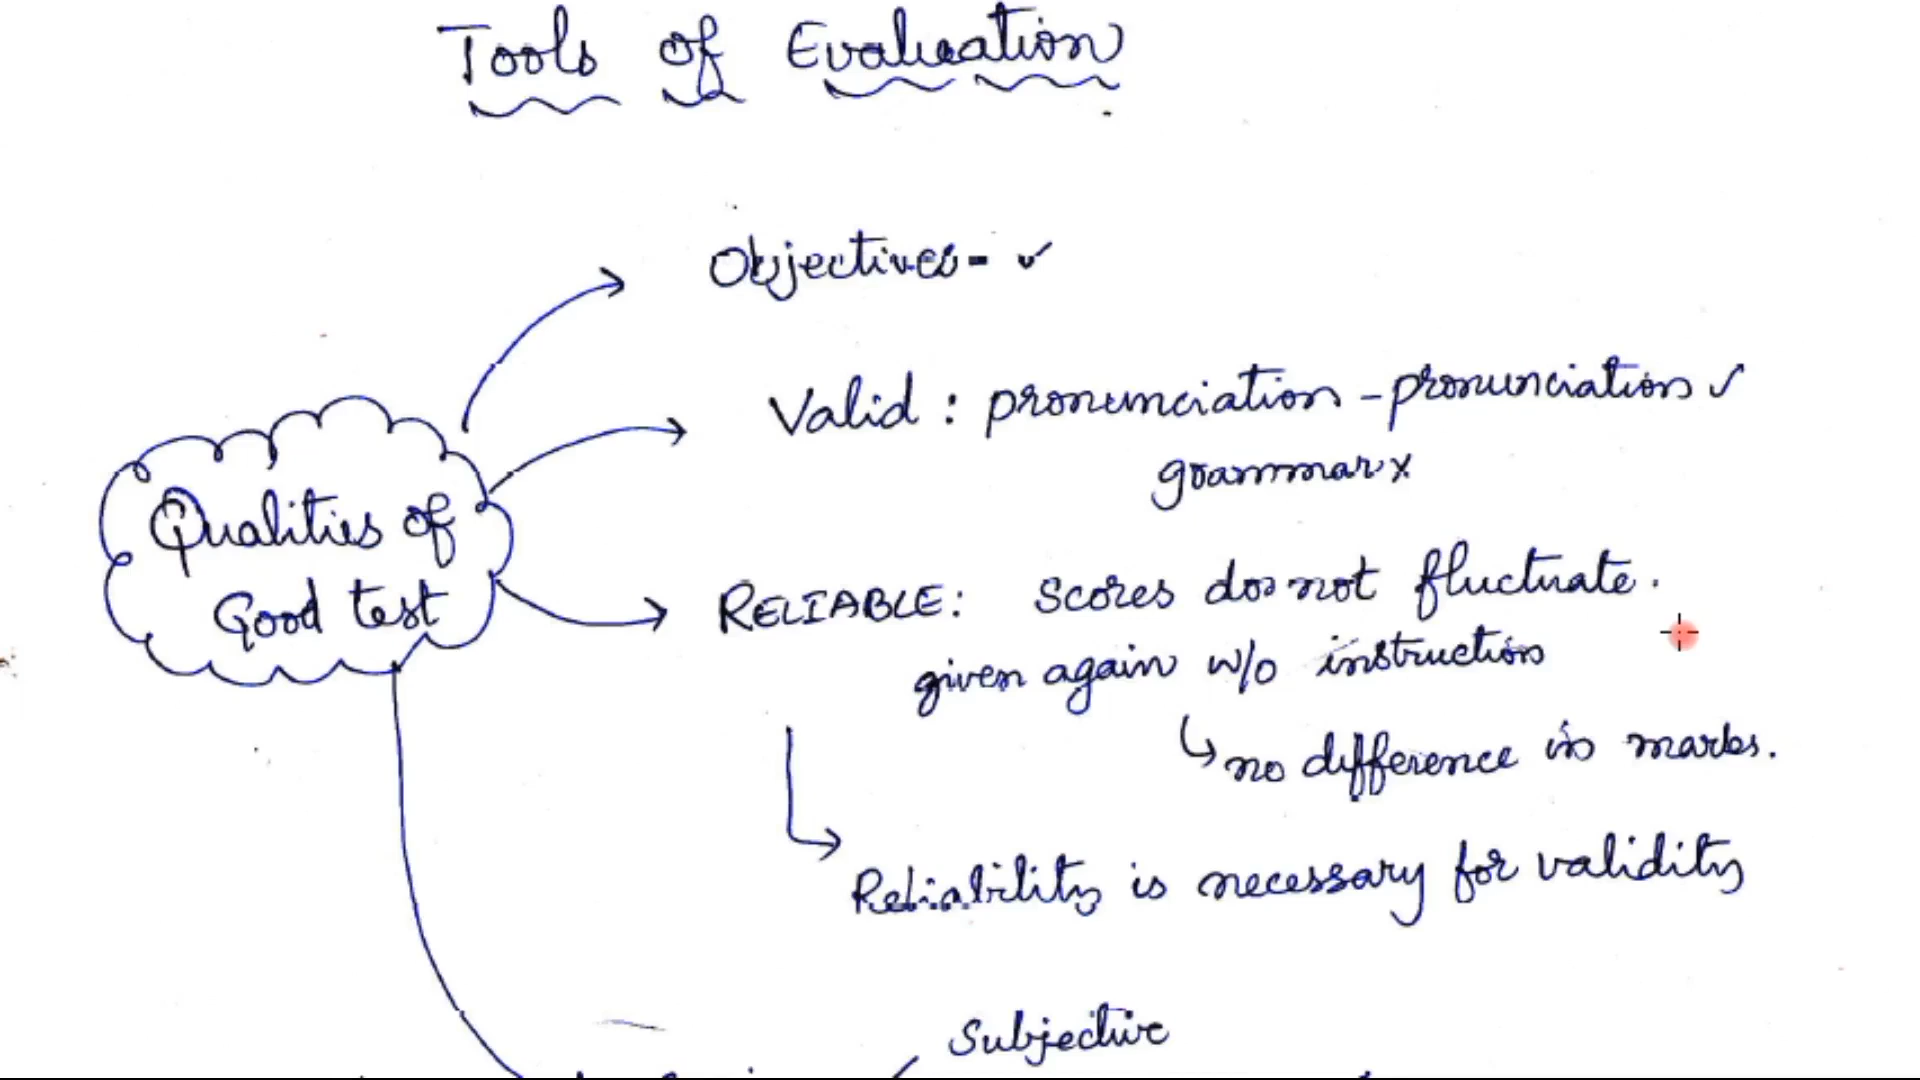 Tools of Evaluation
Objectives- ✓
Valid : pronunciation - pronunciation ✓
grammar x
Qualities of
Good test
RELIABLE: Scores do not fluctuate.
given again w/o instruction
↳ no difference in marks.
Reliability is necessary for validity
Subjective